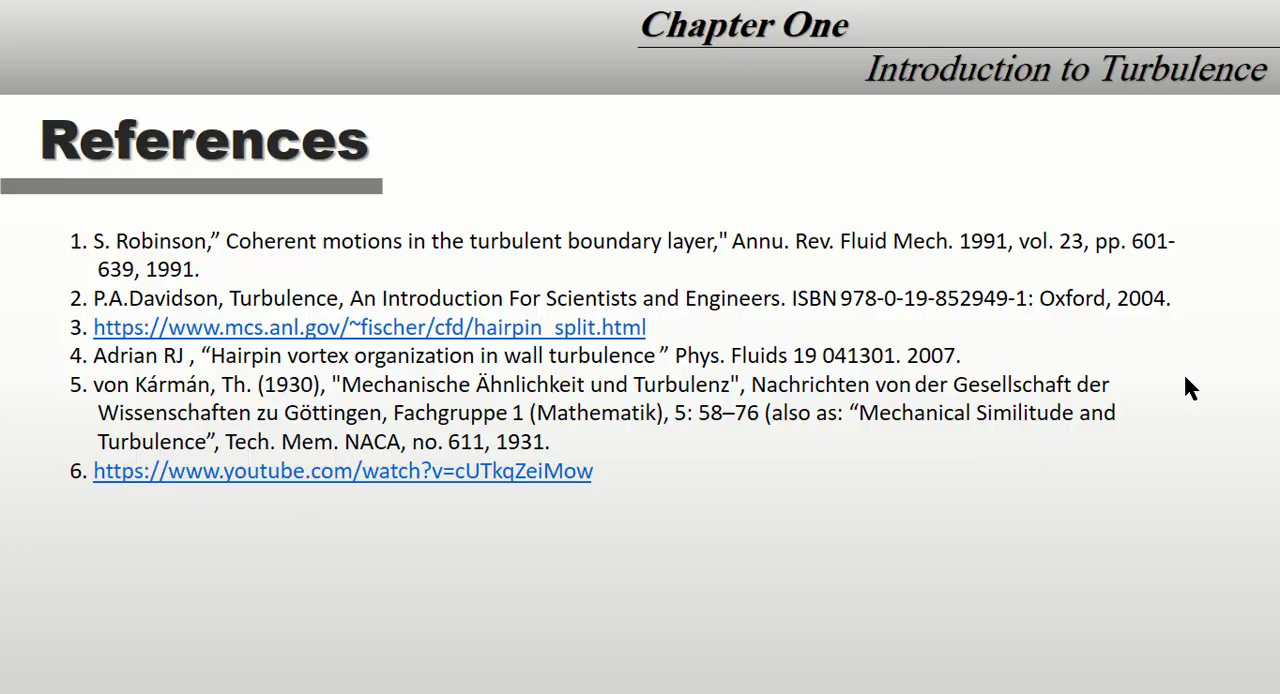 Chapter One
Introduction to Turbulence
References
1. S. Robinson,” Coherent motions in the turbulent boundary layer," Annu. Rev. Fluid Mech. 1991, vol. 23, pp. 601-
639, 1991.
2. P.A.Davidson, Turbulence, An Introduction For Scientists and Engineers. ISBN 978-0-19-852949-1: Oxford, 2004.
3. https://www.mcs.anl.gov/~fischer/cfd/hairpin_split.html
4. Adrian RJ , “Hairpin vortex organization in wall turbulence ” Phys. Fluids 19 041301. 2007.
5. von Kármán, Th. (1930), "Mechanische Ähnlichkeit und Turbulenz", Nachrichten von der Gesellschaft der
Wissenschaften zu Göttingen, Fachgruppe 1 (Mathematik), 5: 58–76 (also as: “Mechanical Similitude and
Turbulence”, Tech. Mem. NACA, no. 611, 1931.
6. https://www.youtube.com/watch?v=cUTkqZeiMow